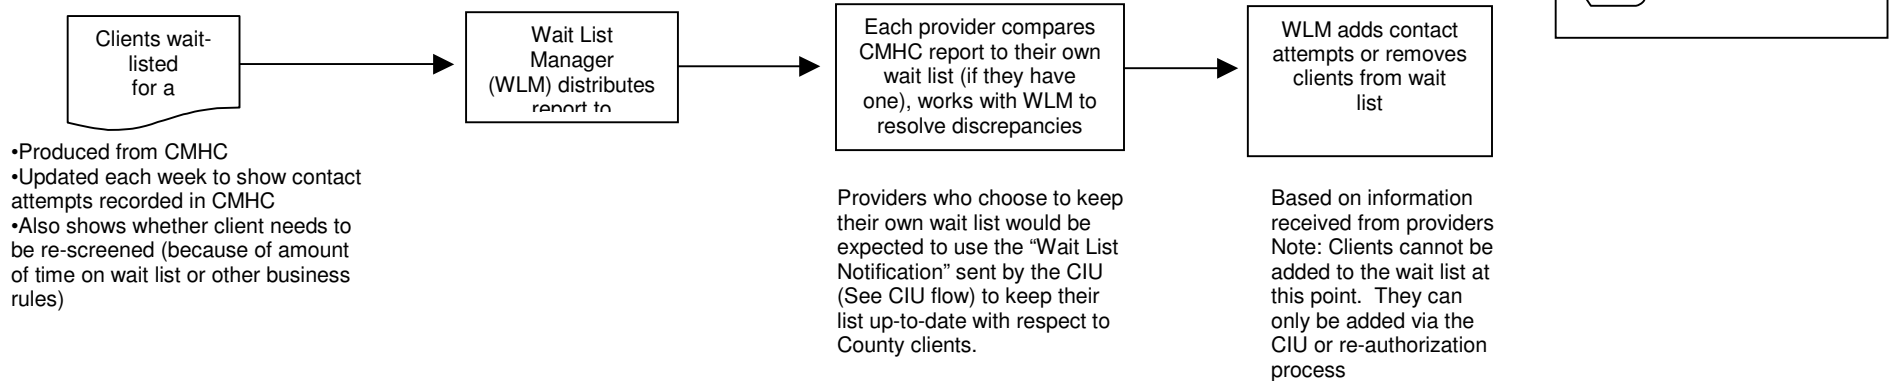 Clients wait-
listed
for a
Wait List
Manager
(WLM) distributes
report to
Each provider compares
CMHC report to their own
wait list (if they have
one), works with WLM to
resolve discrepancies
WLM adds contact
attempts or removes
clients from wait
list
•Produced from CMHC
•Updated each week to show contact
attempts recorded in CMHC
•Also shows whether client needs to
be re-screened (because of amount
of time on wait list or other business
rules)
Providers who choose to keep
their own wait list would be
expected to use the “Wait List
Notification” sent by the CIU
(See CIU flow) to keep their
list up-to-date with respect to
County clients.
Based on information
received from providers
Note: Clients cannot be
added to the wait list at
this point.  They can
only be added via the
CIU or re-authorization
process